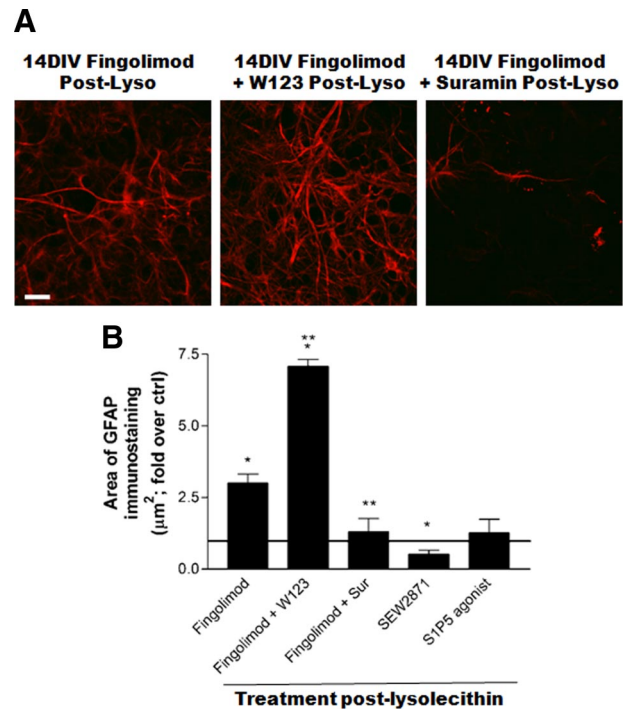 A
14DIV Fingolimod
Post-Lyso
14DIV Fingolimod
+ W123 Post-Lyso
14DIV Fingolimod
+ Suramin Post-Lyso
B
Area of GFAP
immunostaining
(μm²; fold over ctrl)
7.5
5.0
2.5
0.0
*
**
*
**
*
Fingolimod
Fingolimod + W123
Fingolimod + Sur
SEW2871
S1P5 agonist
Treatment post-lysolecithin